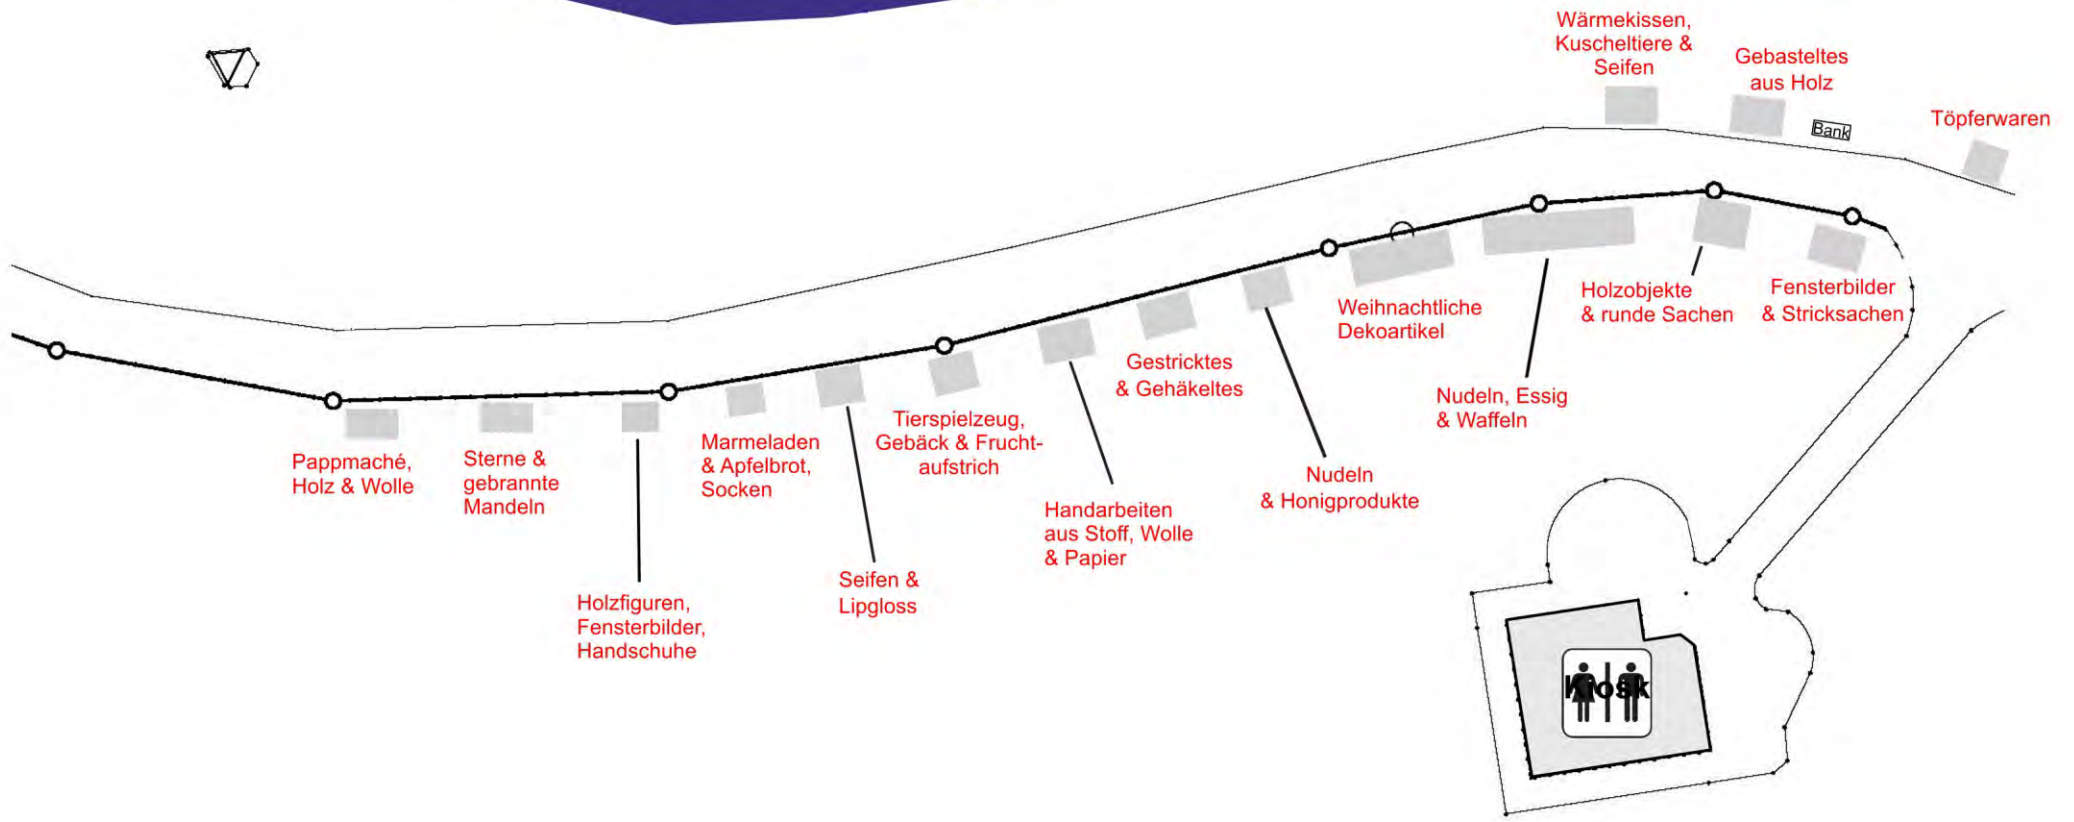 Wärmekissen,
Kuscheltiere &
Seifen
Gebasteltes
aus Holz
Bank
Töpferwaren
Pappmaché,
Holz & Wolle
Sterne &
gebrannte
Mandeln
Holzfiguren,
Fensterbilder,
Handschuhe
Marmeladen
& Apfelbrot,
Socken
Seifen &
Lipgloss
Tierspielzeug,
Gebäck & Frucht-
aufstrich
Handarbeiten
aus Stoff, Wolle
& Papier
Gestricktes
& Gehäkeltes
Nudeln
& Honigprodukte
Weihnachtliche
Dekoartikel
Nudeln, Essig
& Waffeln
Holzobjekte
& runde Sachen
Fensterbilder
& Stricksachen
Kiosk